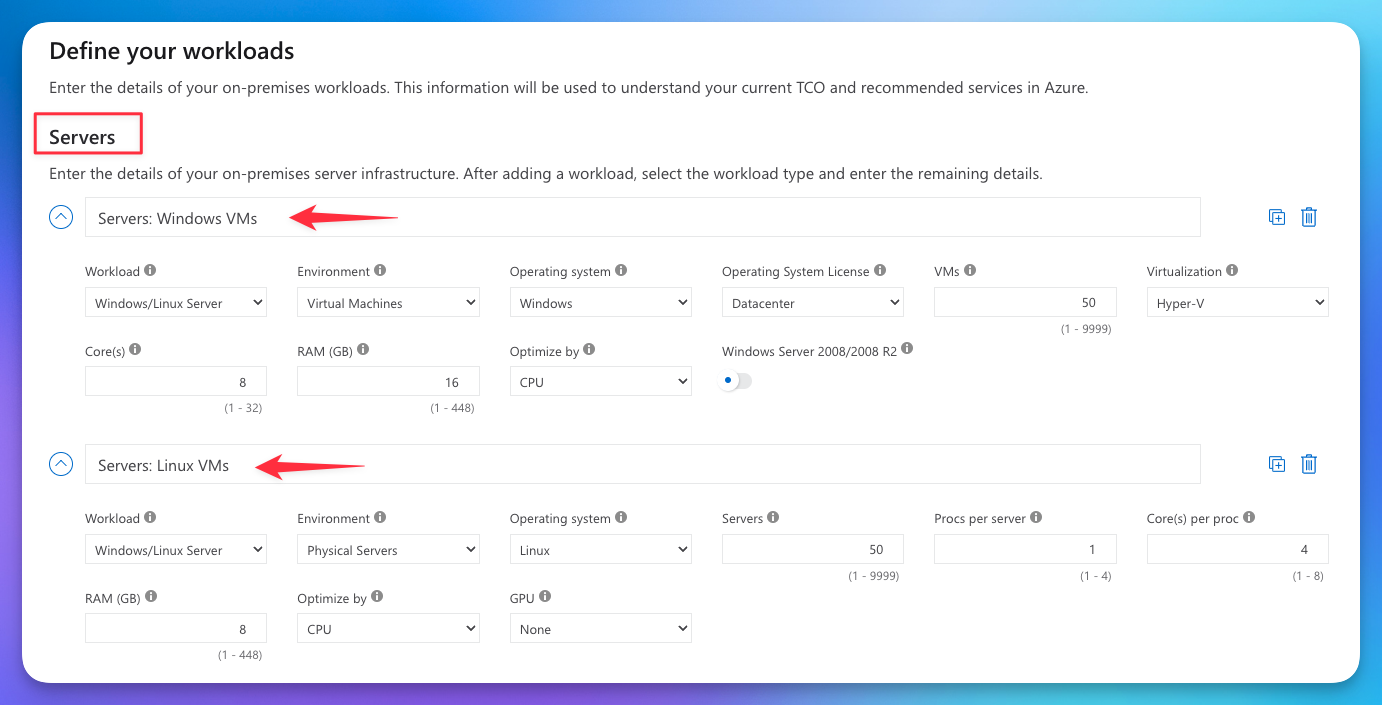 Define your workloads
Enter the details of your on-premises workloads. This information will be used to understand your current TCO and recommended services in Azure.
Servers
Enter the details of your on-premises server infrastructure. After adding a workload, select the workload type and enter the remaining details.
Servers: Windows VMs
Workload Environment Operating system Operating System License VMs Virtualization
Windows/Linux Server Virtual Machines Windows Datacenter 50 Hyper-V
(1 - 9999)
Core(s) RAM (GB) Optimize by Windows Server 2008/2008 R2
8 16 CPU
(1 - 32) (1 - 448)
Servers: Linux VMs
Workload Environment Operating system Servers Procs per server Core(s) per proc
Windows/Linux Server Physical Servers Linux 50 1 4
(1 - 9999) (1 - 4) (1 - 8)
RAM (GB) Optimize by GPU
8 CPU None
(1 - 448)